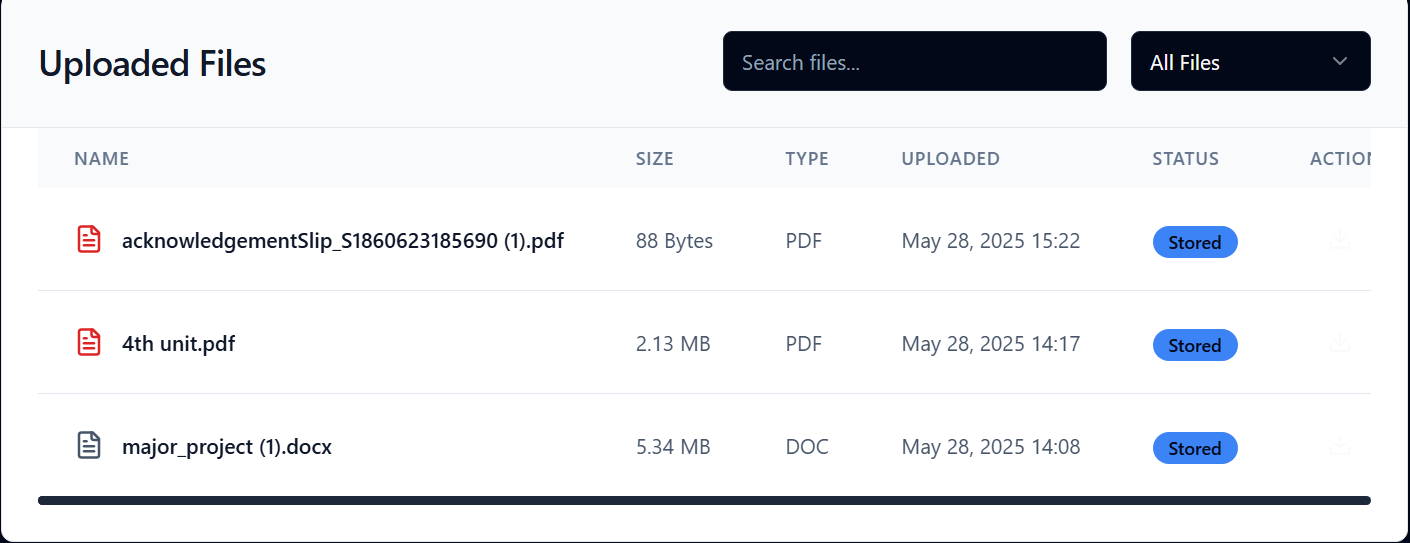 Uploaded Files Search files... All Files
NAME SIZE TYPE UPLOADED STATUS ACTION
acknowledgementSlip_S1860623185690 (1).pdf 88 Bytes PDF May 28, 2025 15:22 Stored
4th unit.pdf 2.13 MB PDF May 28, 2025 14:17 Stored
major_project (1).docx 5.34 MB DOC May 28, 2025 14:08 Stored